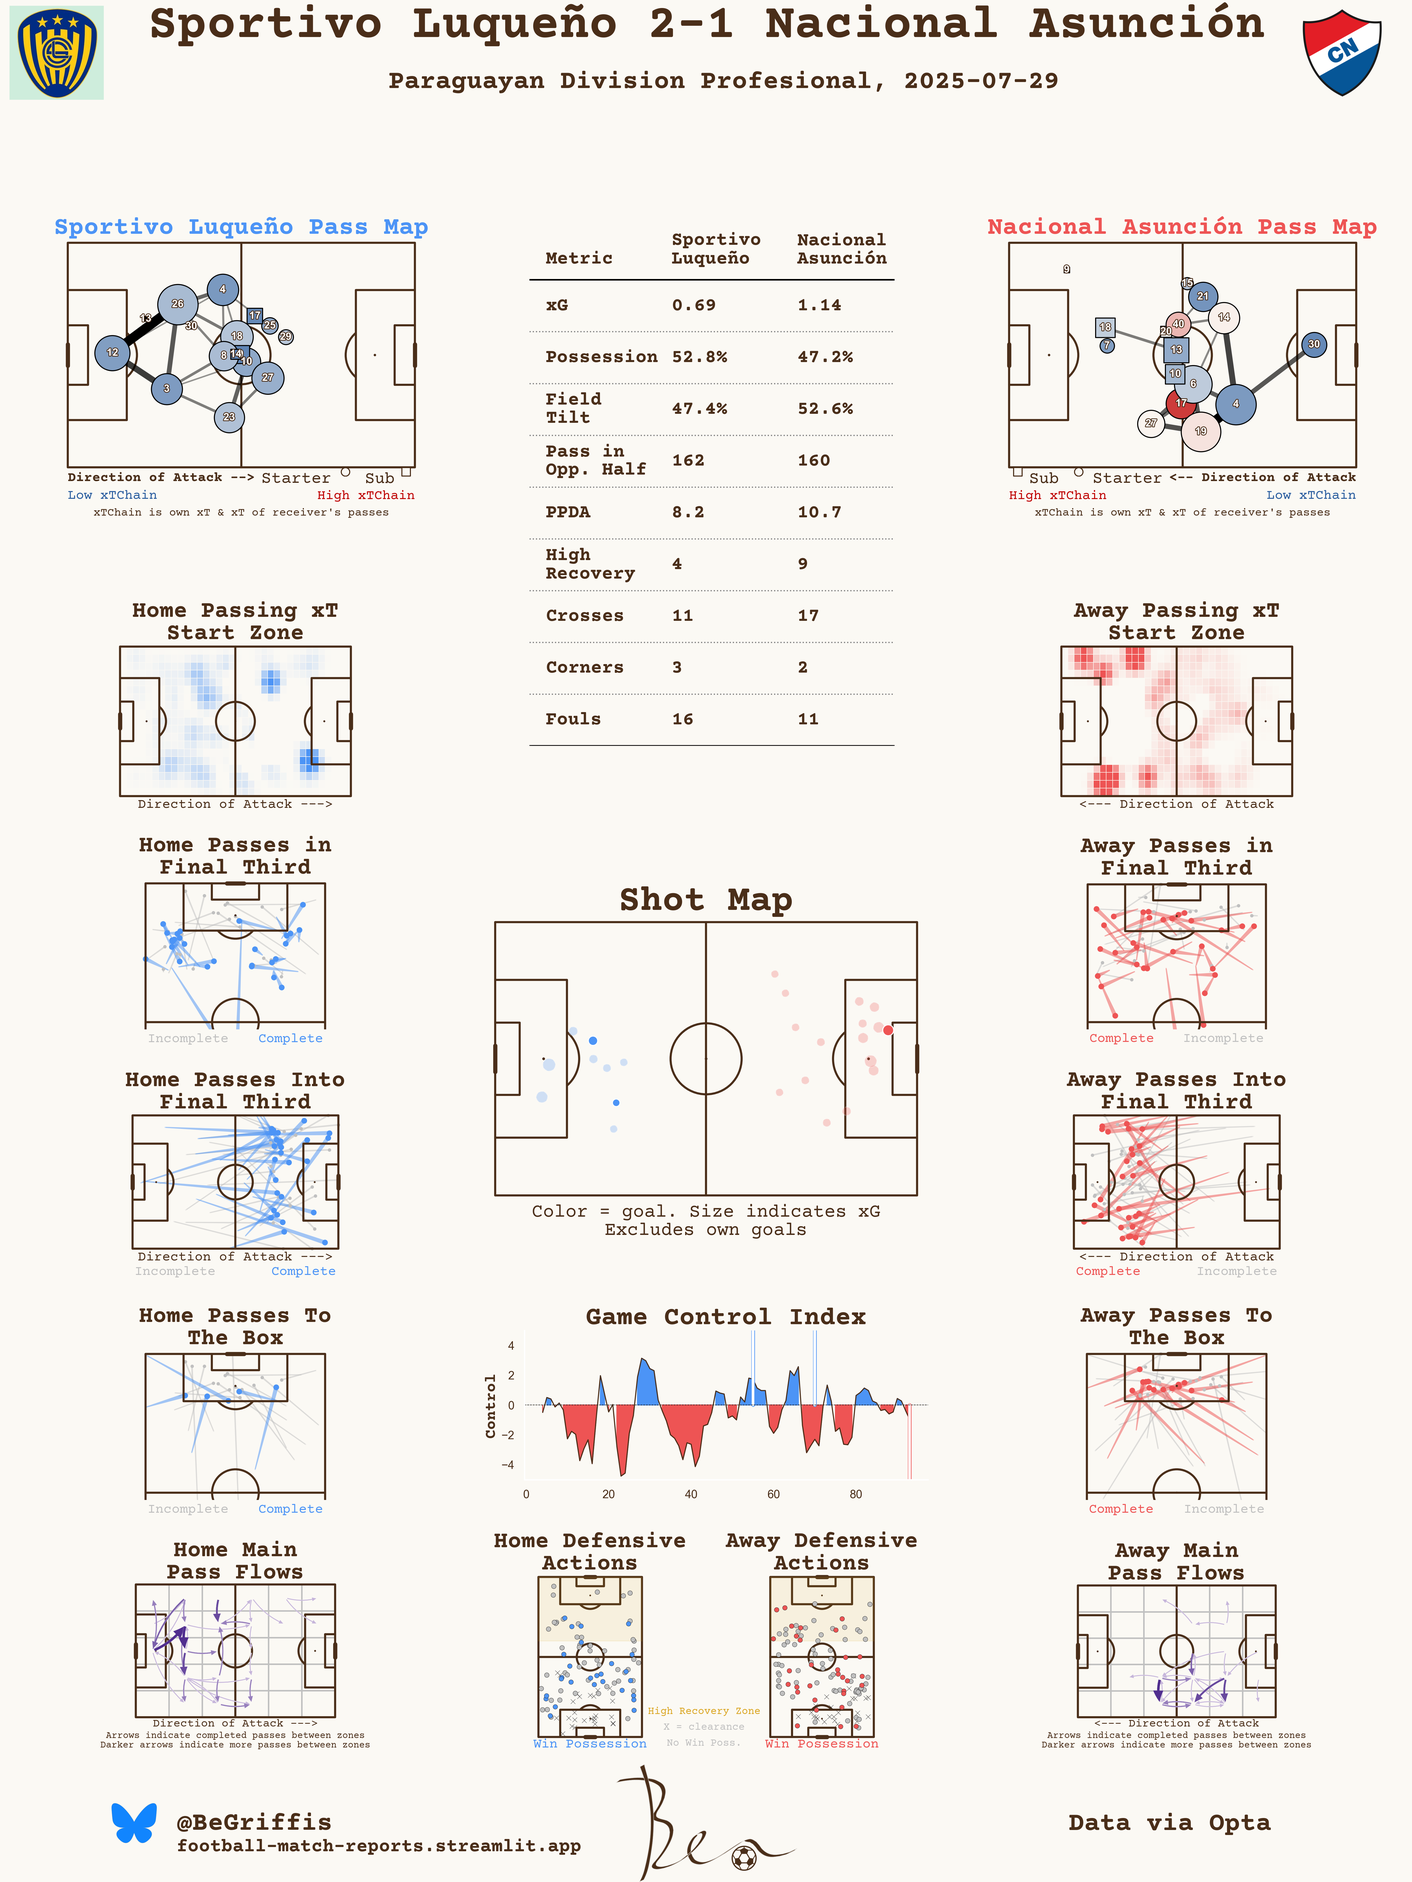 Sportivo Luqueño 2-1 Nacional Asunción
Paraguayan Division Profesional, 2025-07-29
CN
Sportivo Luqueño Pass Map
4
26
13
30
17
25
29
18
12
8
14
10
27
3
23
Direction of Attack --> Starter Sub
Low xTChain High xTChain
xTChain is own xT & xT of receiver's passes
Metric Sportivo Luqueño Nacional Asunción
xG 0.69 1.14
Possession 52.8% 47.2%
Field Tilt 47.4% 52.6%
Pass in Opp. Half 162 160
PPDA 8.2 10.7
High Recovery 4 9
Crosses 11 17
Corners 3 2
Fouls 16 11
Nacional Asunción Pass Map
9
15
21
14
40
18
20
7
13
30
10
6
17
4
27
19
Sub Starter <-- Direction of Attack
High xTChain Low xTChain
xTChain is own xT & xT of receiver's passes
Home Passing xT
Start Zone
Direction of Attack --->
Away Passing xT
Start Zone
<--- Direction of Attack
Home Passes in
Final Third
Incomplete Complete
Away Passes in
Final Third
Complete Incomplete
Shot Map
Color = goal. Size indicates xG
Excludes own goals
Home Passes Into
Final Third
Direction of Attack --->
Incomplete Complete
Away Passes Into
Final Third
<--- Direction of Attack
Complete Incomplete
Home Passes To
The Box
Incomplete Complete
Game Control Index
Control
4
2
0
−2
−4
0 20 40 60 80
Away Passes To
The Box
Complete Incomplete
Home Main
Pass Flows
Direction of Attack --->
Arrows indicate completed passes between zones
Darker arrows indicate more passes between zones
Home Defensive
Actions
Win Possession
Away Defensive
Actions
Win Possession
High Recovery Zone
X = clearance
No Win Poss.
Away Main
Pass Flows
<--- Direction of Attack
Arrows indicate completed passes between zones
Darker arrows indicate more passes between zones
@BeGriffis
football-match-reports.streamlit.app
Ben
Data via Opta